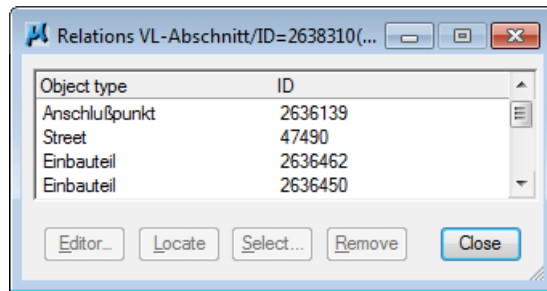 Relations VL-Abschnitt/ID=2638310(...
Object type ID
Anschlußpunkt 2636139
Street 47490
Einbauteil 2636462
Einbauteil 2636450
Editor... Locate Select... Remove Close